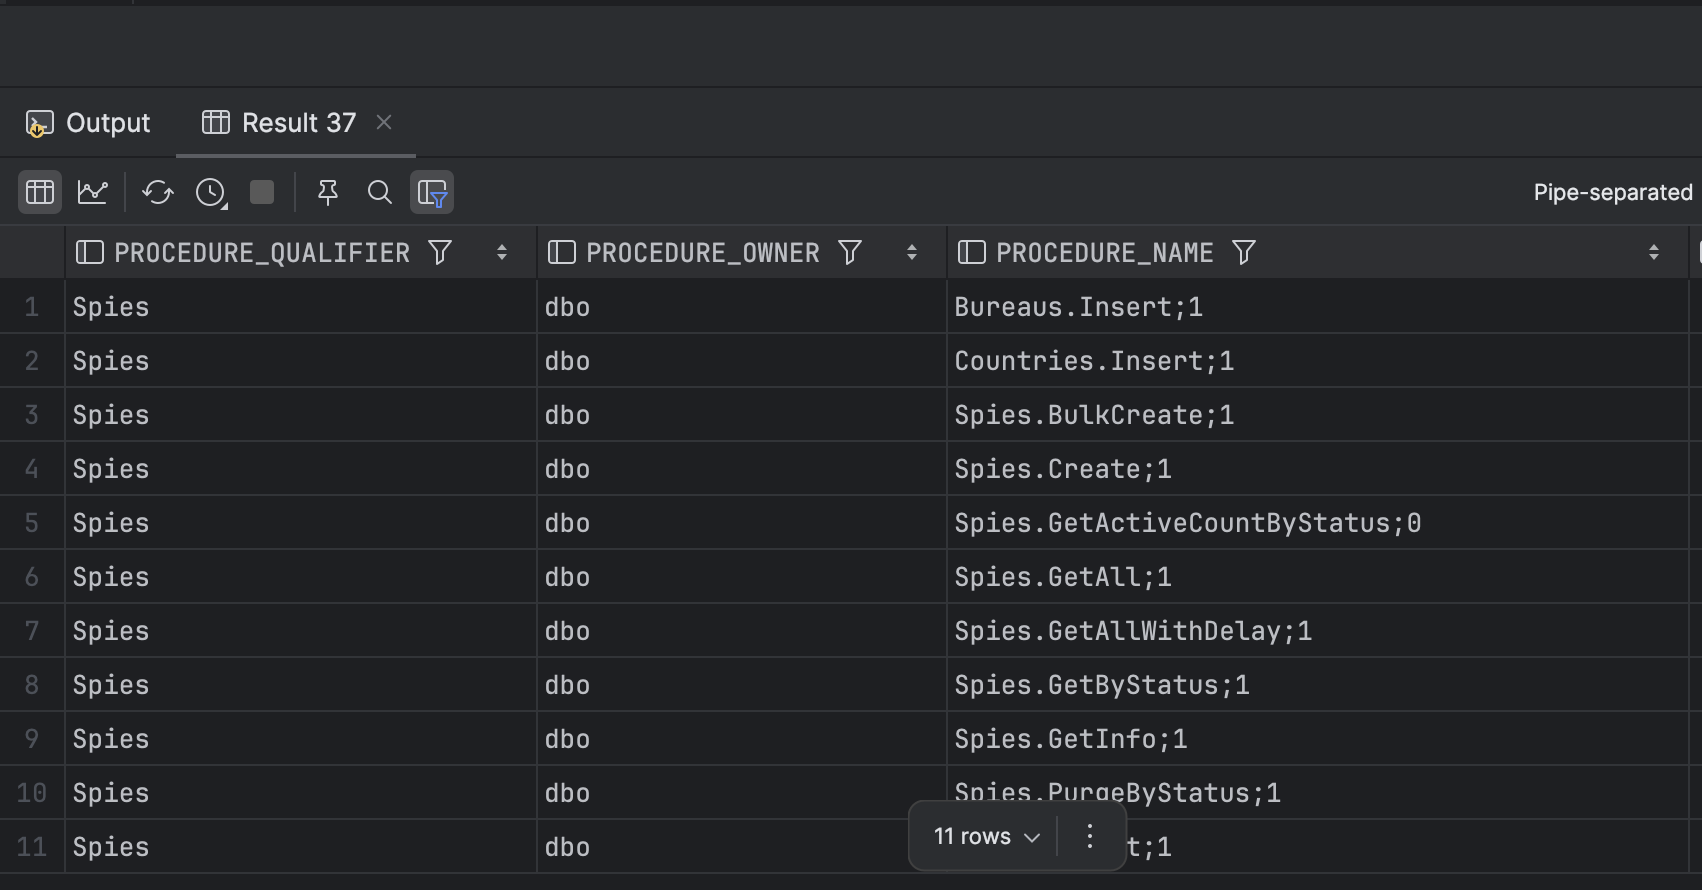 Output Result 37
Pipe-separated
PROCEDURE_QUALIFIER PROCEDURE_OWNER PROCEDURE_NAME
1 Spies dbo Bureaus.Insert;1
2 Spies dbo Countries.Insert;1
3 Spies dbo Spies.BulkCreate;1
4 Spies dbo Spies.Create;1
5 Spies dbo Spies.GetActiveCountByStatus;0
6 Spies dbo Spies.GetAll;1
7 Spies dbo Spies.GetAllWithDelay;1
8 Spies dbo Spies.GetByStatus;1
9 Spies dbo Spies.GetInfo;1
10 Spies dbo Spies.PurgeByStatus;1
11 Spies dbo t;1
11 rows